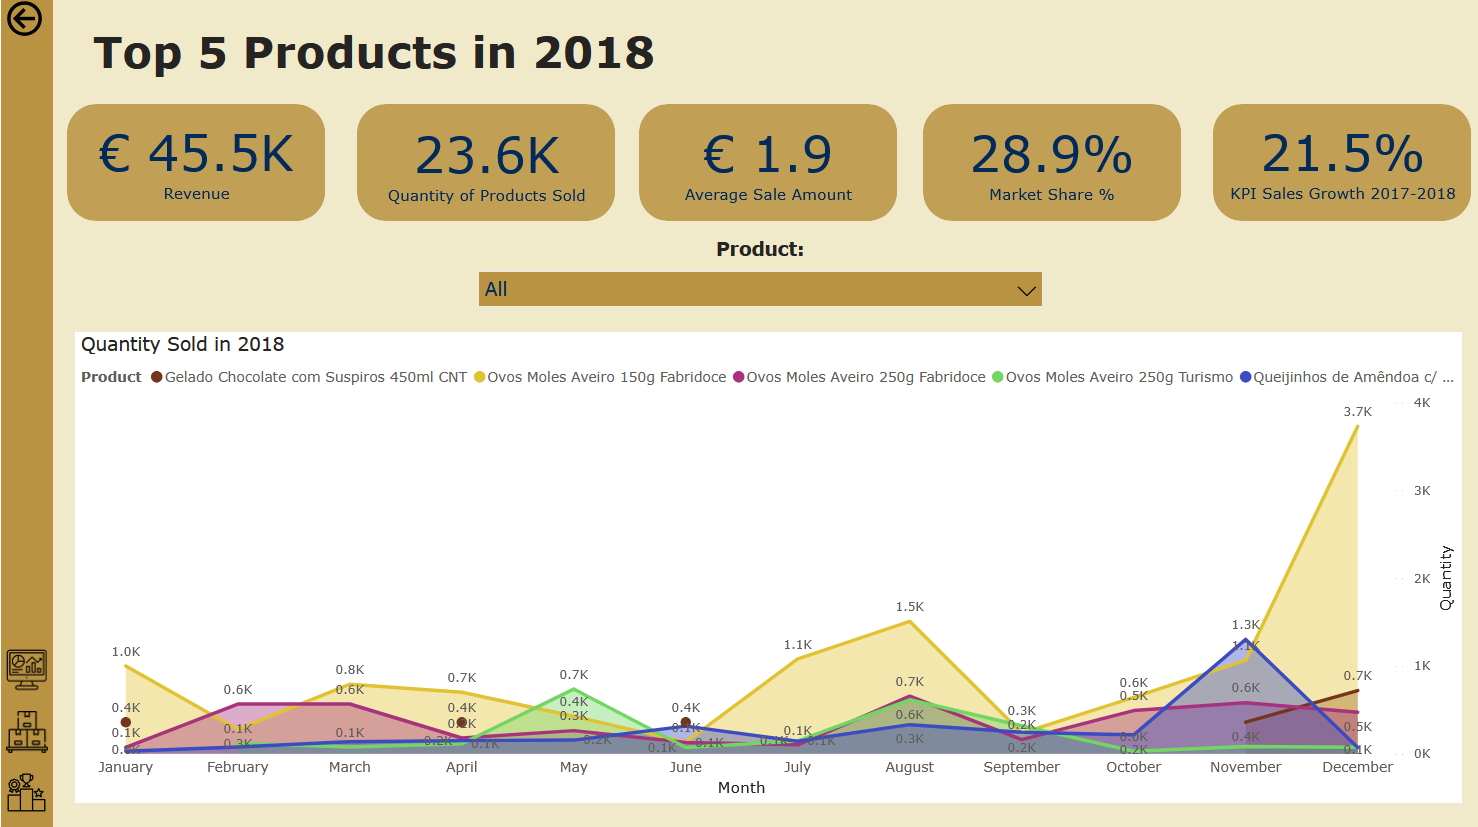 Top 5 Products in 2018
€ 45.5K
Revenue
23.6K
Quantity of Products Sold
€ 1.9
Average Sale Amount
28.9%
Market Share %
21.5%
KPI Sales Growth 2017-2018
Product:
All
Quantity Sold in 2018
Product Gelado Chocolate com Suspiros 450ml CNT Ovos Moles Aveiro 150g Fabridoce Ovos Moles Aveiro 250g Fabridoce Ovos Moles Aveiro 250g Turismo Queijinhos de Amêndoa c/ ...
4K
3K
2K
1K
0K
Quantity
1.0K
0.4K
0.1K
0.6K
0.1K
0.3K
0.8K
0.6K
0.1K
0.7K
0.4K
0.2K
0.1K
0.7K
0.4K
0.3K
0.2K
0.4K
0.1K
0.1K
1.1K
0.1K
0.1K
0.1K
1.5K
0.7K
0.6K
0.3K
0.3K
0.2K
0.2K
0.6K
0.5K
0.0K
0.2K
1.3K
1.1K
0.6K
0.4K
3.7K
0.7K
0.5K
0.1K
January February March April May June July August September October November December
Month